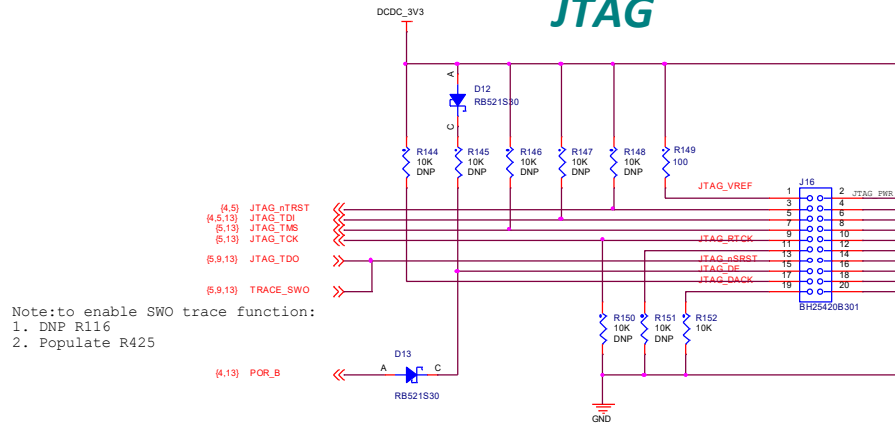 JTAG
DCDC_3V3
A
D12
RB521S30
C
R144
10K
DNP
R145
10K
DNP
R146
10K
DNP
R147
10K
DNP
R148
10K
DNP
R149
100
JTAG_VREF
J16
1 2 JTAG_PWR
3 4
5 6
7 8
9 10
11 12
13 14
15 16
17 18
19 20
BH25420B301
{4,5} JTAG_nTRST
{4,5,13} JTAG_TDI
{5,13} JTAG_TMS
{5,13} JTAG_TCK
JTAG_RTCK
{5,9,13} JTAG_TDO
JTAG_nSRST
JTAG_DE
JTAG_DACK
{5,9,13} TRACE_SWO
Note:to enable SWO trace function:
1. DNP R116
2. Populate R425
R150
10K
DNP
R151
10K
DNP
R152
10K
D13
{4,13} POR_B
A C
RB521S30
GND